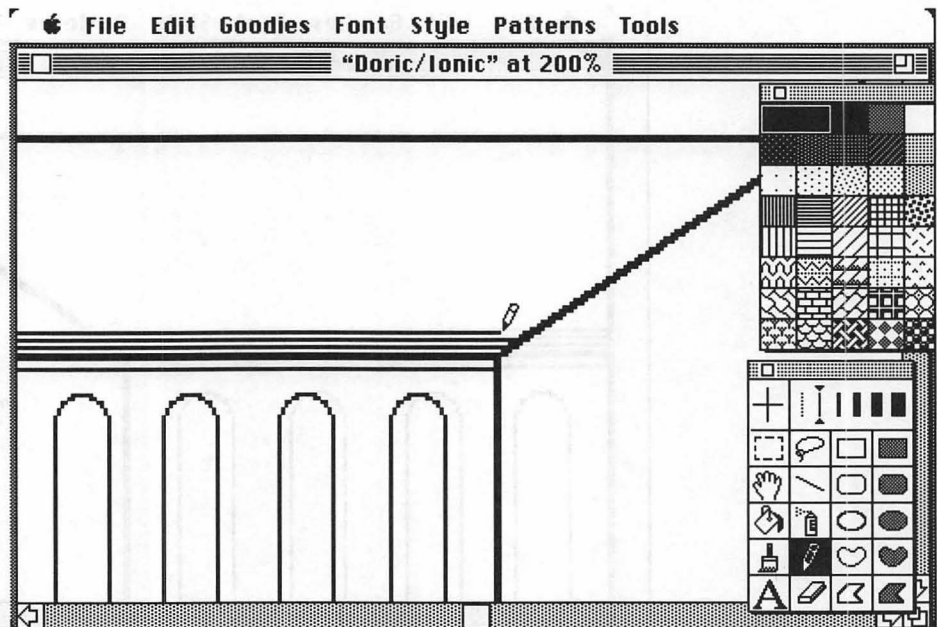 File Edit Goodies Font Style Patterns Tools
“Doric/Ionic” at 200%
A